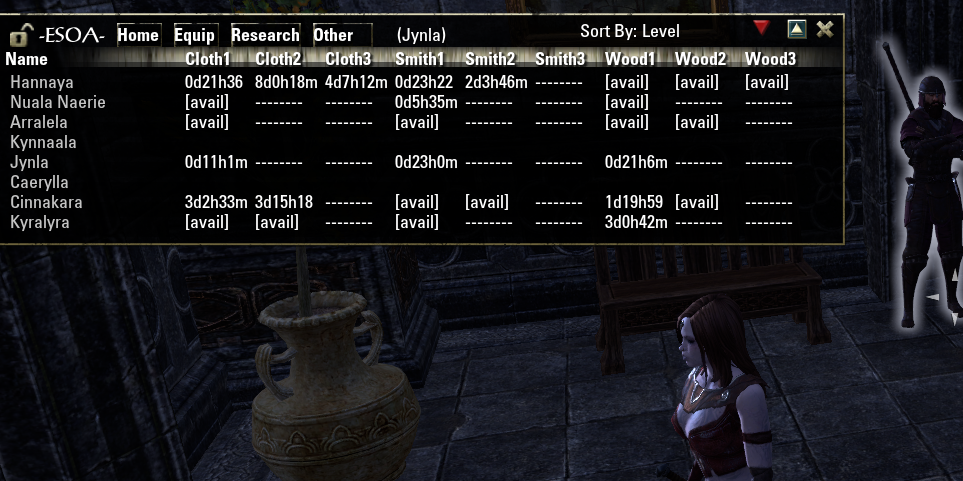 -ESOA- Home Equip Research Other (Jynla) Sort By: Level
Name Cloth1 Cloth2 Cloth3 Smith1 Smith2 Smith3 Wood1 Wood2 Wood3
Hannaya 0d21h36 8d0h18m 4d7h12m 0d23h22 2d3h46m -------- [avail] [avail] [avail]
Nuala Naerie [avail] -------- -------- 0d5h35m -------- -------- [avail] -------- --------
Arralela [avail] -------- -------- [avail] -------- -------- [avail] [avail] --------
Kynnaala
Jynla 0d11h1m -------- -------- 0d23h0m -------- -------- 0d21h6m -------- --------
Caerylla
Cinnakara 3d2h33m 3d15h18 -------- [avail] [avail] -------- 1d19h59 [avail] --------
Kyralyra [avail] [avail] -------- [avail] -------- -------- 3d0h42m -------- --------